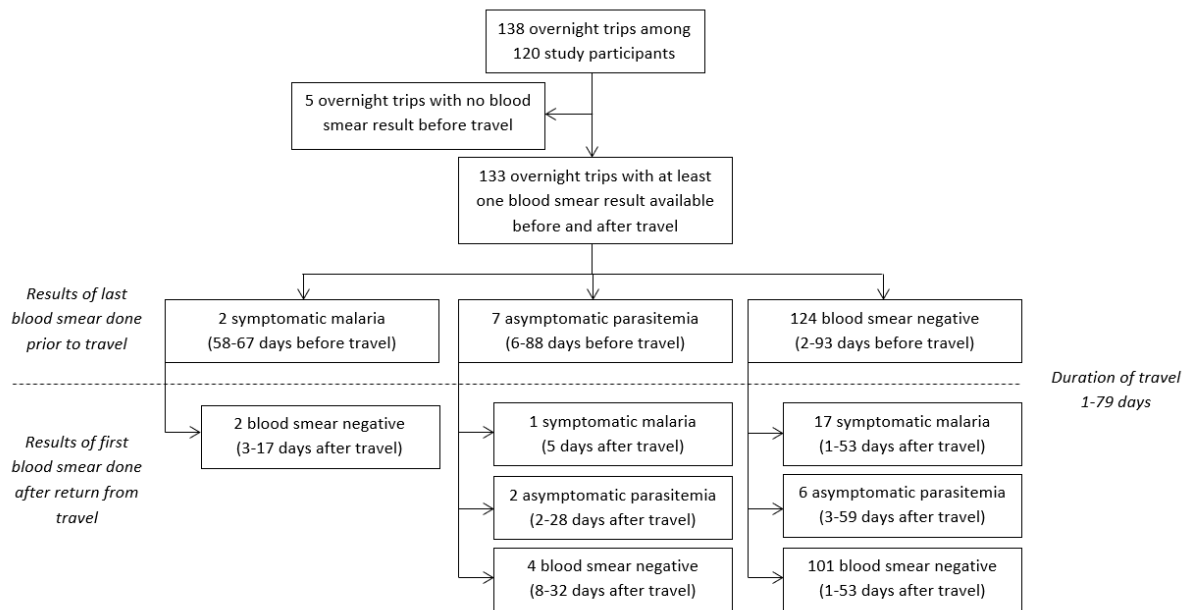 138 overnight trips among
120 study participants
5 overnight trips with no blood
smear result before travel
133 overnight trips with at least
one blood smear result available
before and after travel
Results of last
blood smear done
prior to travel
2 symptomatic malaria
(58-67 days before travel)
7 asymptomatic parasitemia
(6-88 days before travel)
124 blood smear negative
(2-93 days before travel)
Duration of travel
1-79 days
Results of first
blood smear done
after return from
travel
2 blood smear negative
(3-17 days after travel)
1 symptomatic malaria
(5 days after travel)
17 symptomatic malaria
(1-53 days after travel)
2 asymptomatic parasitemia
(2-28 days after travel)
6 asymptomatic parasitemia
(3-59 days after travel)
4 blood smear negative
(8-32 days after travel)
101 blood smear negative
(1-53 days after travel)